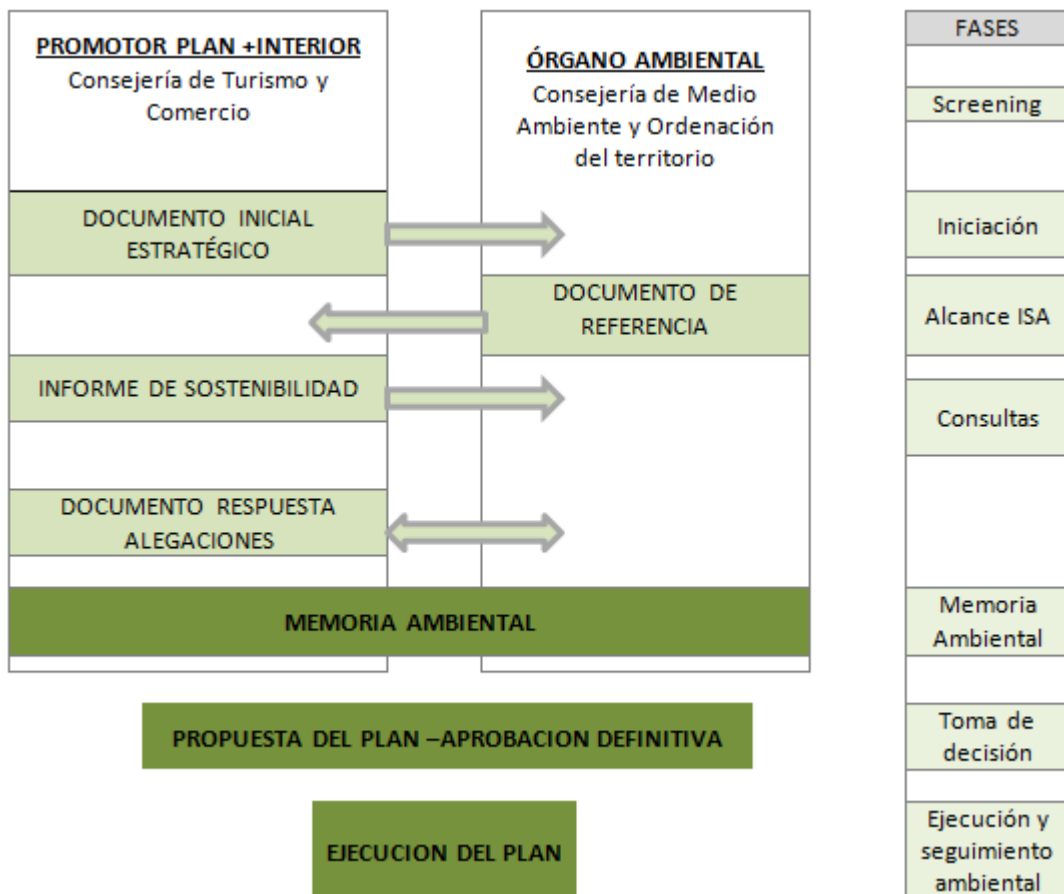 PROMOTOR PLAN +INTERIOR
Consejería de Turismo y
Comercio
ÓRGANO AMBIENTAL
Consejería de Medio
Ambiente y Ordenación
del territorio
DOCUMENTO INICIAL
ESTRATÉGICO
DOCUMENTO DE
REFERENCIA
INFORME DE SOSTENIBILIDAD
DOCUMENTO RESPUESTA
ALEGACIONES
MEMORIA AMBIENTAL
PROPUESTA DEL PLAN –APROBACION DEFINITIVA
EJECUCION DEL PLAN
FASES
Screening
Iniciación
Alcance ISA
Consultas
Memoria
Ambiental
Toma de
decisión
Ejecución y
seguimiento
ambiental